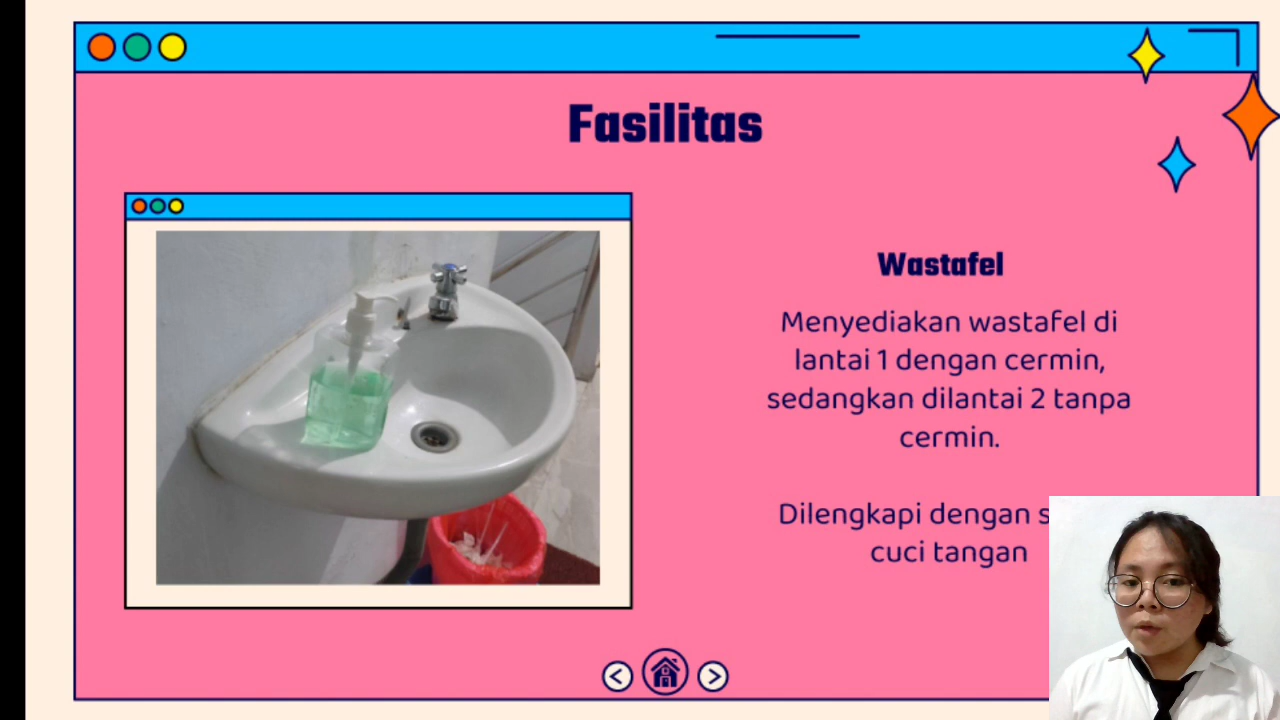 Fasilitas
Wastafel
Menyediakan wastafel di
lantai 1 dengan cermin,
sedangkan dilantai 2 tanpa
cermin.
Dilengkapi dengan
cuci tangan